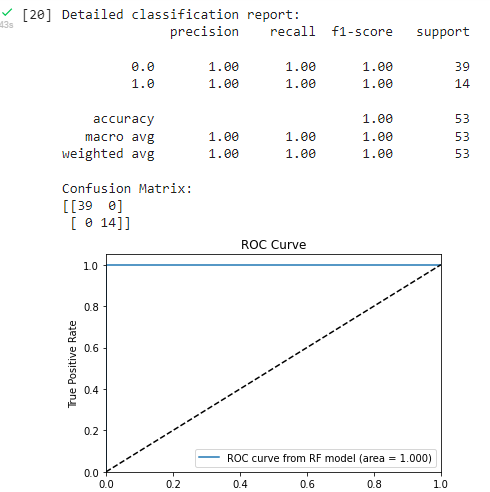 [20] Detailed classification report:
precision recall f1-score support
0.0 1.00 1.00 1.00 39
1.0 1.00 1.00 1.00 14
accuracy 1.00 53
macro avg 1.00 1.00 1.00 53
weighted avg 1.00 1.00 1.00 53
43s
Confusion Matrix:
[[39 0]
[ 0 14]]
ROC Curve
1.0
0.8
0.6
0.4
0.2
0.0
True Positive Rate
ROC curve from RF model (area = 1.000)
0.0 0.2 0.4 0.6 0.8 1.0